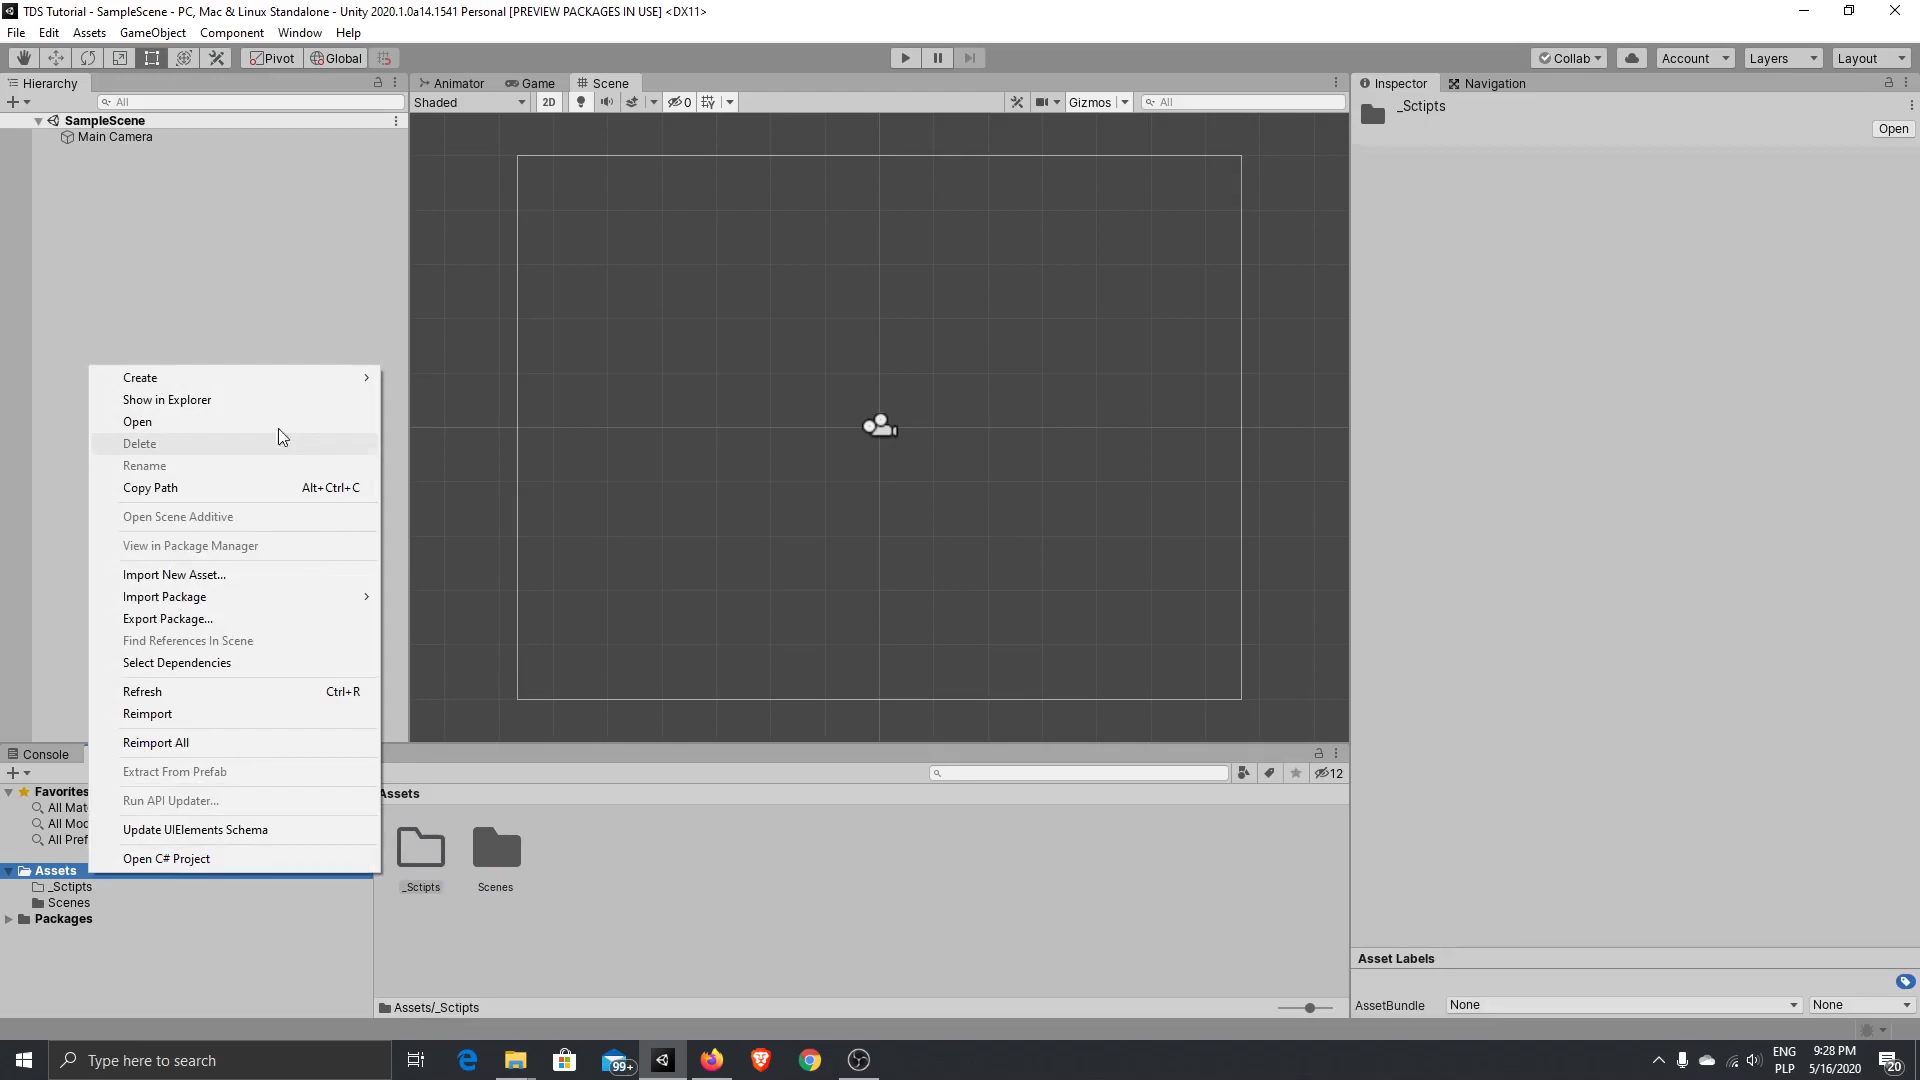 TDS Tutorial - SampleScene - PC, Mac & Linux Standalone - Unity 2020.1.0a14.1541 Personal [PREVIEW PACKAGES IN USE] <DX11>
File Edit Assets GameObject Component Window Help
Pivot Global Collab Account Layers Layout
Hierarchy Animator Game Scene Inspector Navigation
All Shaded 2D 0 Gizmos All
_Sctipts
Open
SampleScene
Main Camera
Create
Show in Explorer
Open
Delete
Rename
Copy Path Alt+Ctrl+C
Open Scene Additive
View in Package Manager
Import New Asset...
Import Package
Export Package...
Find References In Scene
Select Dependencies
Refresh Ctrl+R
Reimport
Reimport All
Extract From Prefab
Run API Updater...
Update UIElements Schema
Open C# Project
Console
12
Favorites
All Mat
All Mod
All Pref
Assets
_Sctipts
Scenes
Packages
Assets
_Sctipts Scenes
Assets/_Sctipts
Asset Labels
AssetBundle None None
Type here to search
99+
ENG
PLP
9:28 PM
5/16/2020
20